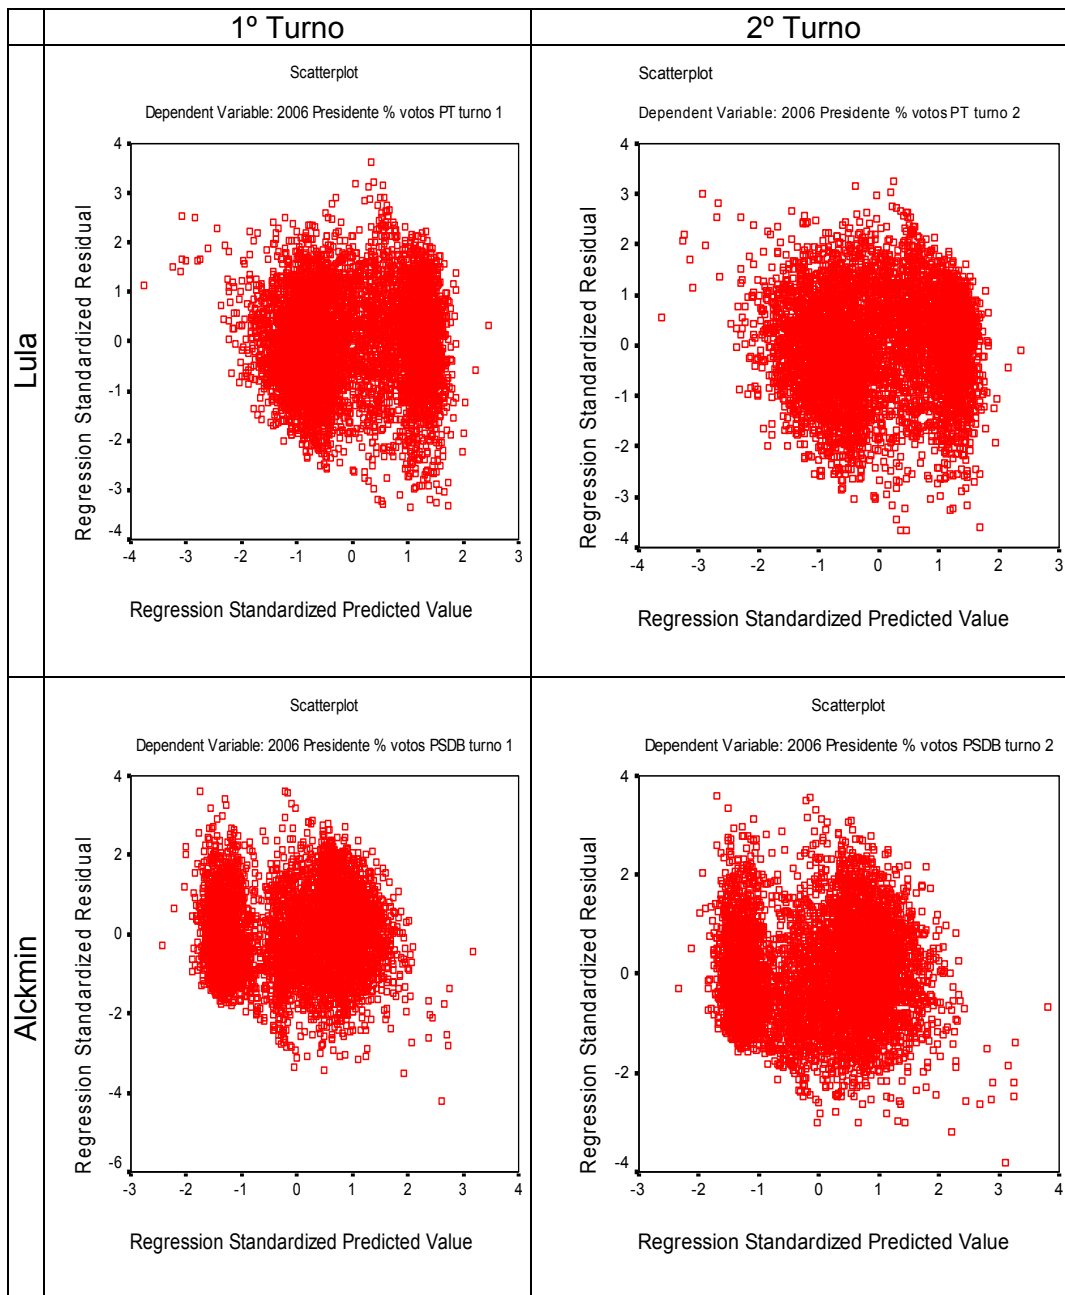 1º Turno
2º Turno
Lula
Scatterplot
Dependent Variable: 2006 Presidente % votos PT turno 1
Regression Standardized Residual
4
3
2
1
0
-1
-2
-3
-4
-4 -3 -2 -1 0 1 2 3
Regression Standardized Predicted Value
Scatterplot
Dependent Variable: 2006 Presidente % votos PT turno 2
Regression Standardized Residual
4
3
2
1
0
-1
-2
-3
-4
-4 -3 -2 -1 0 1 2 3
Regression Standardized Predicted Value
Alckmin
Scatterplot
Dependent Variable: 2006 Presidente % votos PSDB turno 1
Regression Standardized Residual
4
2
0
-2
-4
-6
-3 -2 -1 0 1 2 3 4
Regression Standardized Predicted Value
Scatterplot
Dependent Variable: 2006 Presidente % votos PSDB turno 2
Regression Standardized Residual
4
2
0
-2
-4
-3 -2 -1 0 1 2 3 4
Regression Standardized Predicted Value